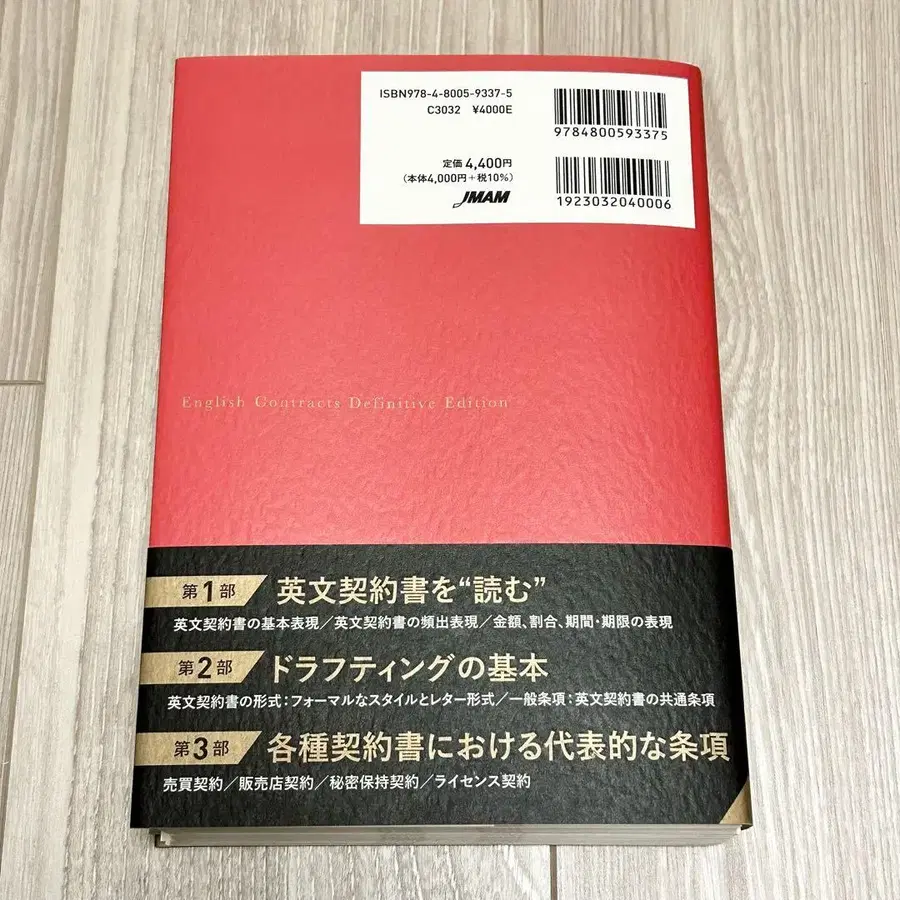 ISBN978-4-8005-9337-5
C3032 ¥4000E
9784800593375
定価 4,400円
(本体4,000円+税10%)
JMAM
1923032040006
English Contracts Definitive Edition
第1部 英文契約書を“読む”
英文契約書の基本表現/英文契約書の頻出表現/金額、割合、期間・期限の表現
第2部 ドラフティングの基本
英文契約書の形式:フォーマルなスタイルとレター形式/一般条項:英文契約書の共通条項
第3部 各種契約書における代表的な条項
売買契約/販売店契約/秘密保持契約/ライセンス契約